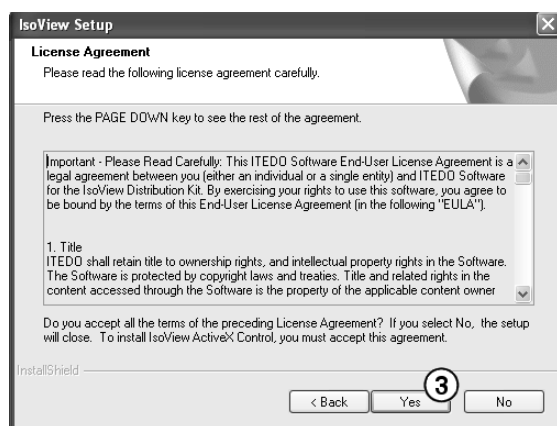 IsoView Setup
License Agreement
Please read the following license agreement carefully.
Press the PAGE DOWN key to see the rest of the agreement.
Important - Please Read Carefully: This ITEDO Software End-User License Agreement is a
legal agreement between you (either an individual or a single entity) and ITEDO Software
for the IsoView Distribution Kit. By exercising your rights to use this software, you agree to
be bound by the terms of this End-User License Agreement (in the following "EULA").
1. Title
ITEDO shall retain title to ownership rights, and intellectual property rights in the Software.
The Software is protected by copyright laws and treaties. Title and related rights in the
content accessed through the Software is the property of the applicable content owner
Do you accept all the terms of the preceding License Agreement? If you select No, the setup
will close. To install IsoView ActiveX Control, you must accept this agreement.
InstallShield
3
< Back Yes No